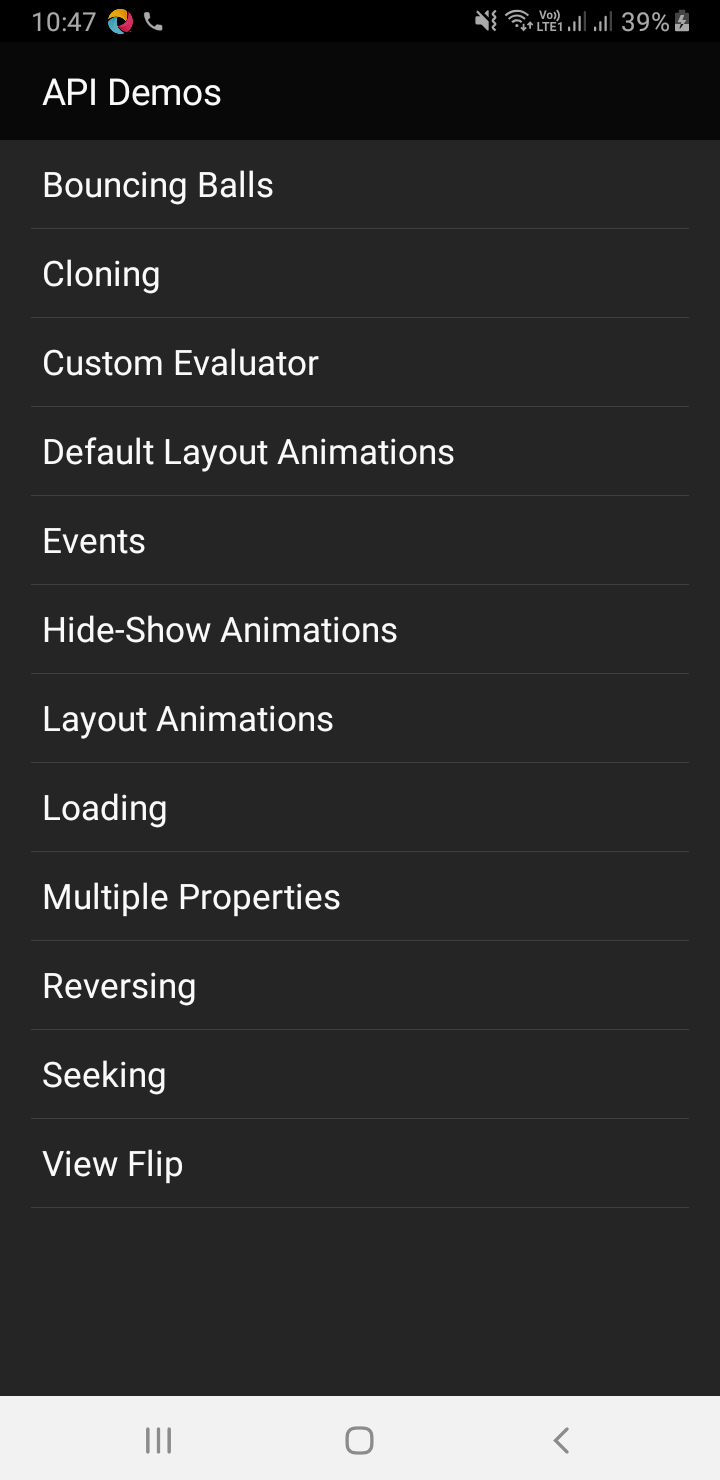 10:47 Vo)) LTE1 39%
API Demos
Bouncing Balls
Cloning
Custom Evaluator
Default Layout Animations
Events
Hide-Show Animations
Layout Animations
Loading
Multiple Properties
Reversing
Seeking
View Flip